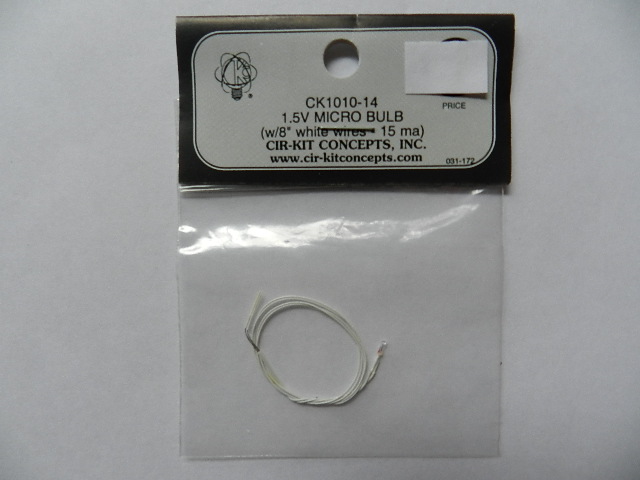 CK1010-14
PRICE
1.5V MICRO BULB
(w/8" white wires - 15 ma)
CIR-KIT CONCEPTS, INC.
www.cir-kitconcepts.com
031-172